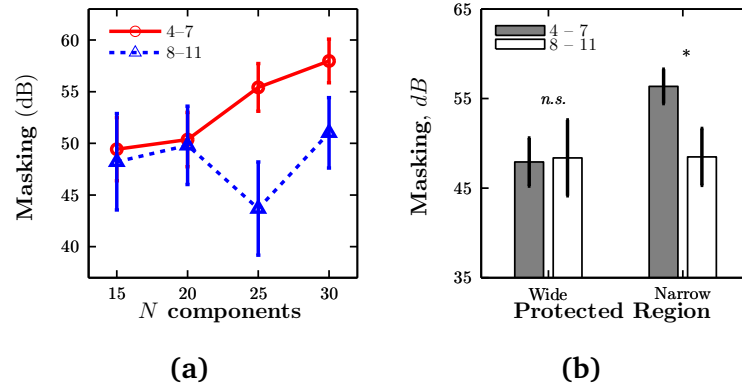 4–7
8–11
60
55
50
45
40
Masking (dB)
15 20 25 30
N components
(a)
65
55
45
35
Masking, dB
4 – 7
8 – 11
n.s.
*
Wide Narrow
Protected Region
(b)